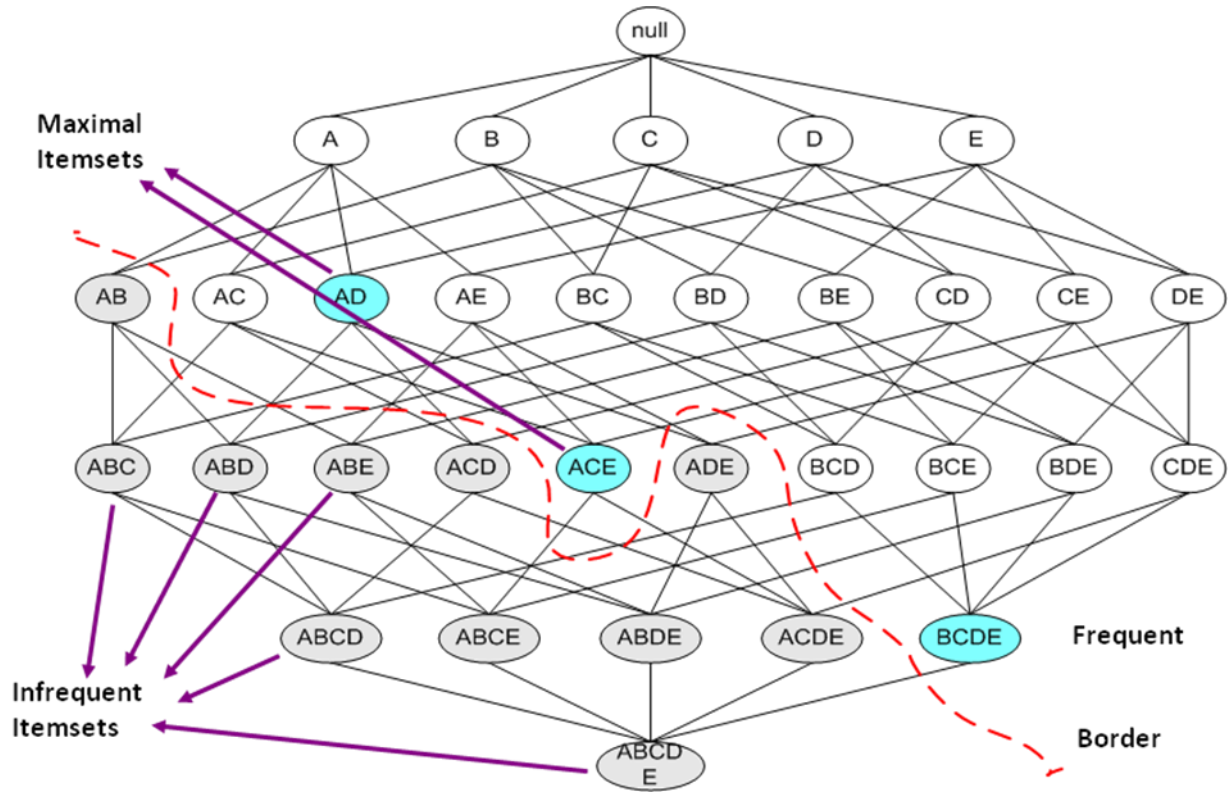 null
Maximal
Itemsets
A B C D E
AB AC AD AE BC BD BE CD CE DE
ABC ABD ABE ACD ACE ADE BCD BCE BDE CDE
ABCD ABCE ABDE ACDE BCDE Frequent
Infrequent
Itemsets
Border
ABCD
E